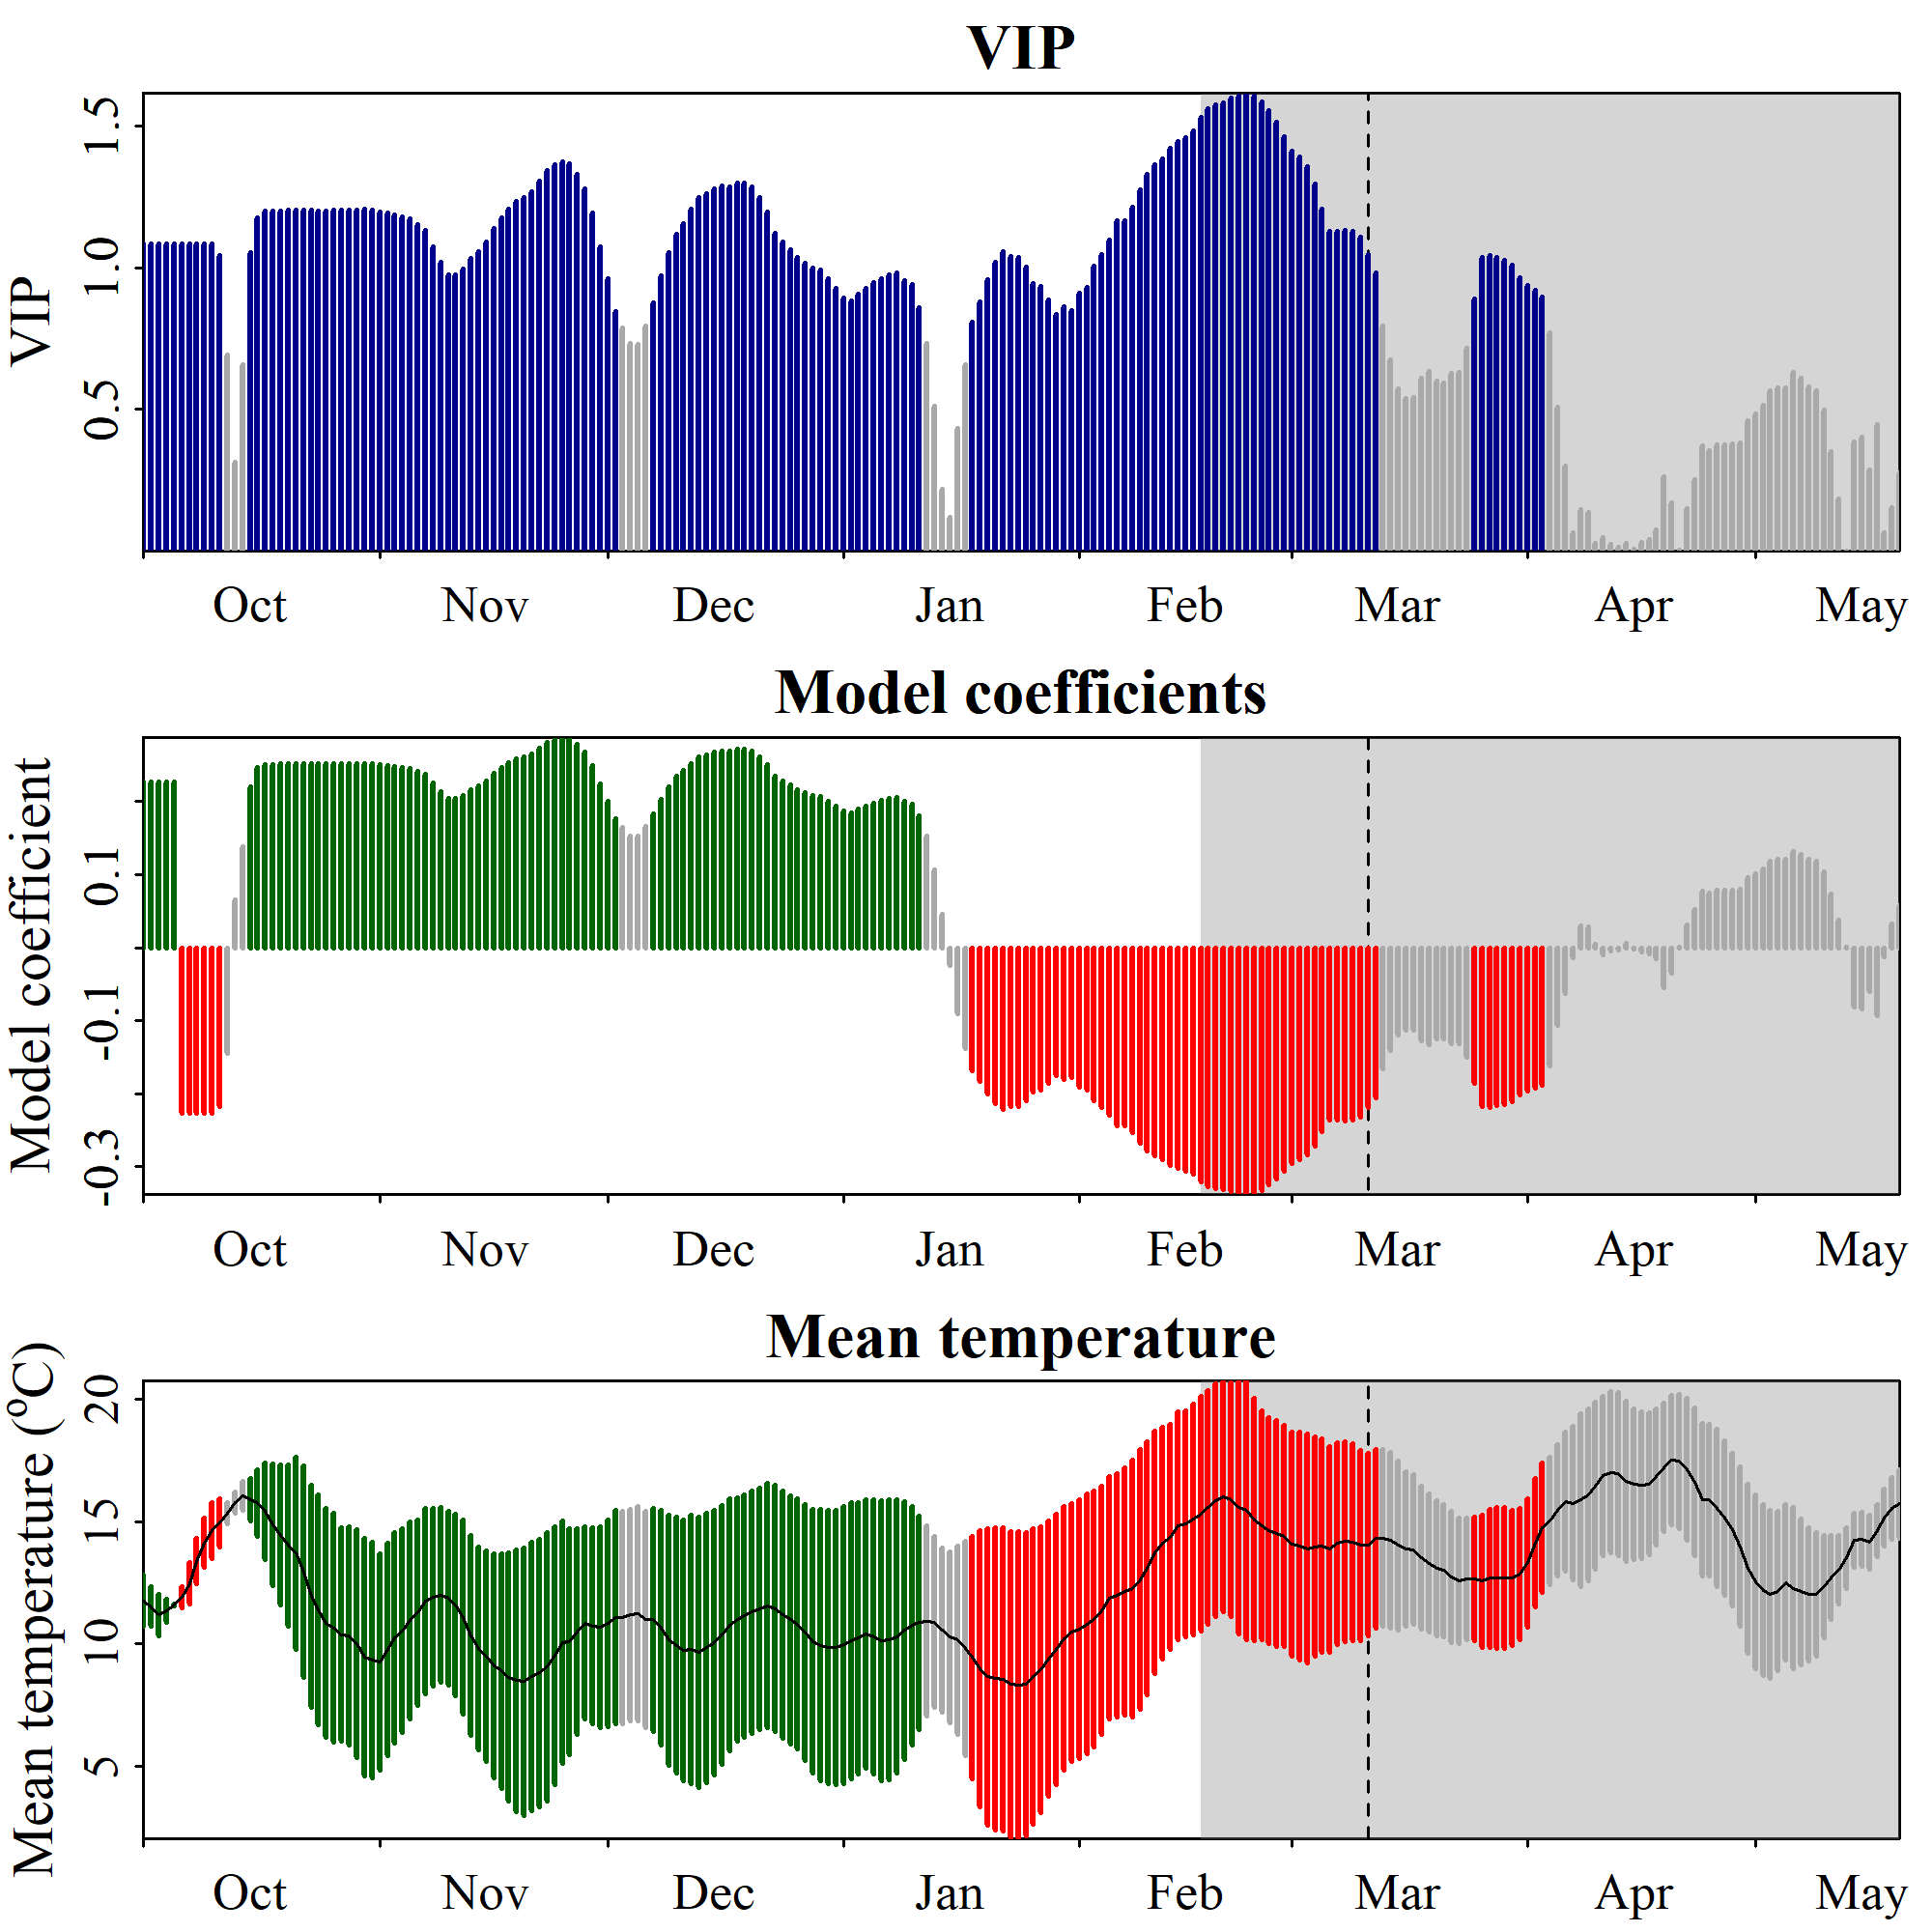 VIP
VIP
1.5
1.0
0.5
Oct Nov Dec Jan Feb Mar Apr May
Model coefficients
Model coefficient
0.1
-0.1
-0.3
Oct Nov Dec Jan Feb Mar Apr May
Mean temperature
Mean temperature (ºC)
20
15
10
5
Oct Nov Dec Jan Feb Mar Apr May